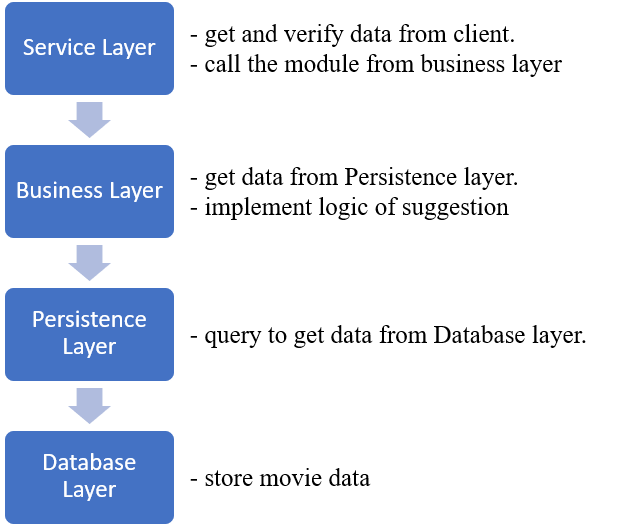 Service Layer
- get and verify data from client.
- call the module from business layer
Business Layer
- get data from Persistence layer.
- implement logic of suggestion
Persistence
Layer
- query to get data from Database layer.
Database
Layer
- store movie data